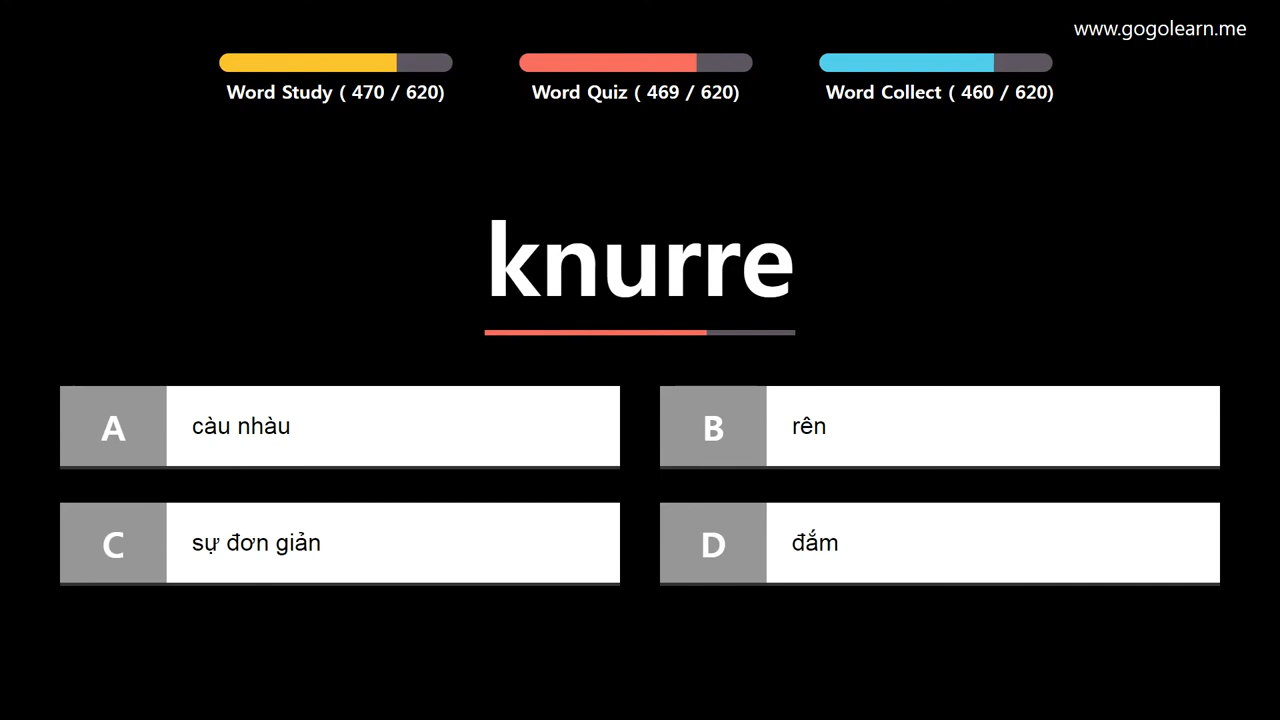 www.gogolearn.me
Word Study ( 470 / 620)
Word Quiz ( 469 / 620)
Word Collect ( 460 / 620)
knurre
A
càu nhàu
B
rên
C
sự đơn giản
D
đắm